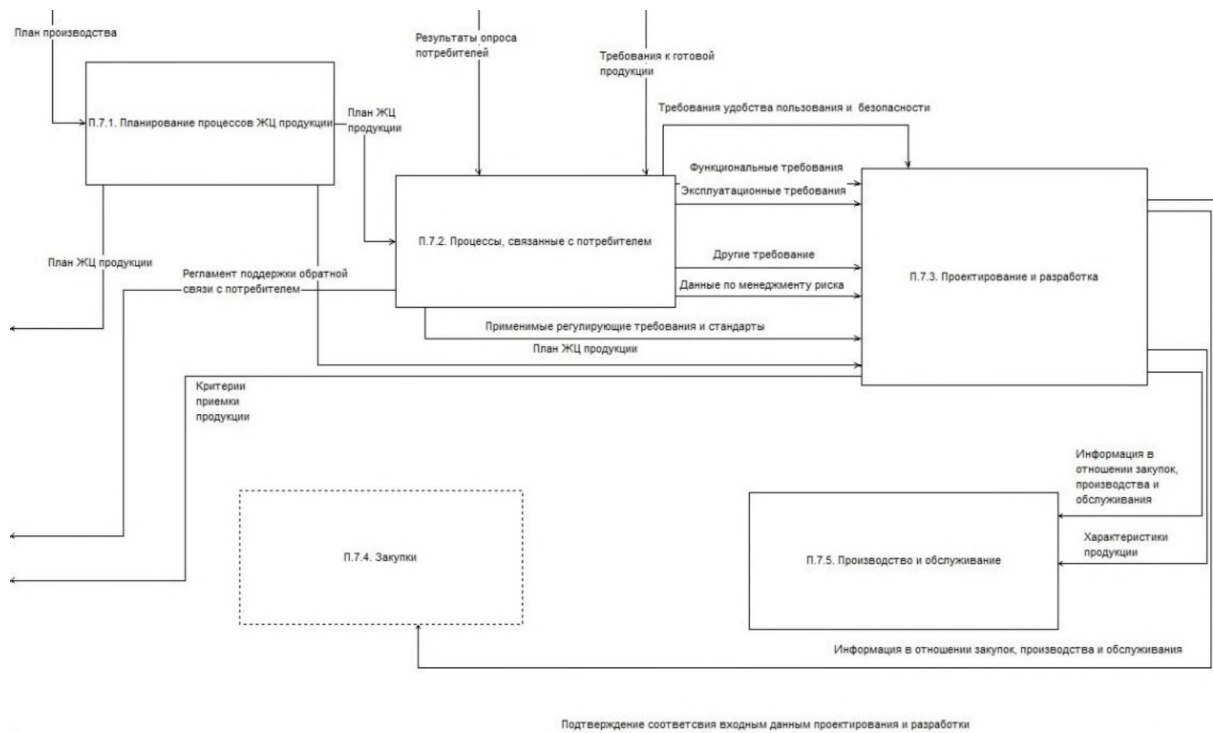 План производства
Результаты опроса
потребителей
Требования к готовой
продукции
П.7.1. Планирование процессов ЖЦ продукции
План ЖЦ
продукции
Требования удобства пользования и безопасности
Функциональные требования
Эксплуатационные требования
П.7.2. Процессы, связанные с потребителем
Другие требование
Данные по менеджменту риска
П.7.3. Проектирование и разработка
План ЖЦ продукции
Регламент поддержки обратной
связи с потребителем
Применимые регулирующие требования и стандарты
План ЖЦ продукции
Критерии
приемки
продукции
Информация в
отношении закупок,
производства и
обслуживания
Характеристики
продукции
П.7.4. Закупки
П.7.5. Производство и обслуживание
Информация в отношении закупок, производства и обслуживания
Подтверждение соответсвия входным данным проектирования и разработки